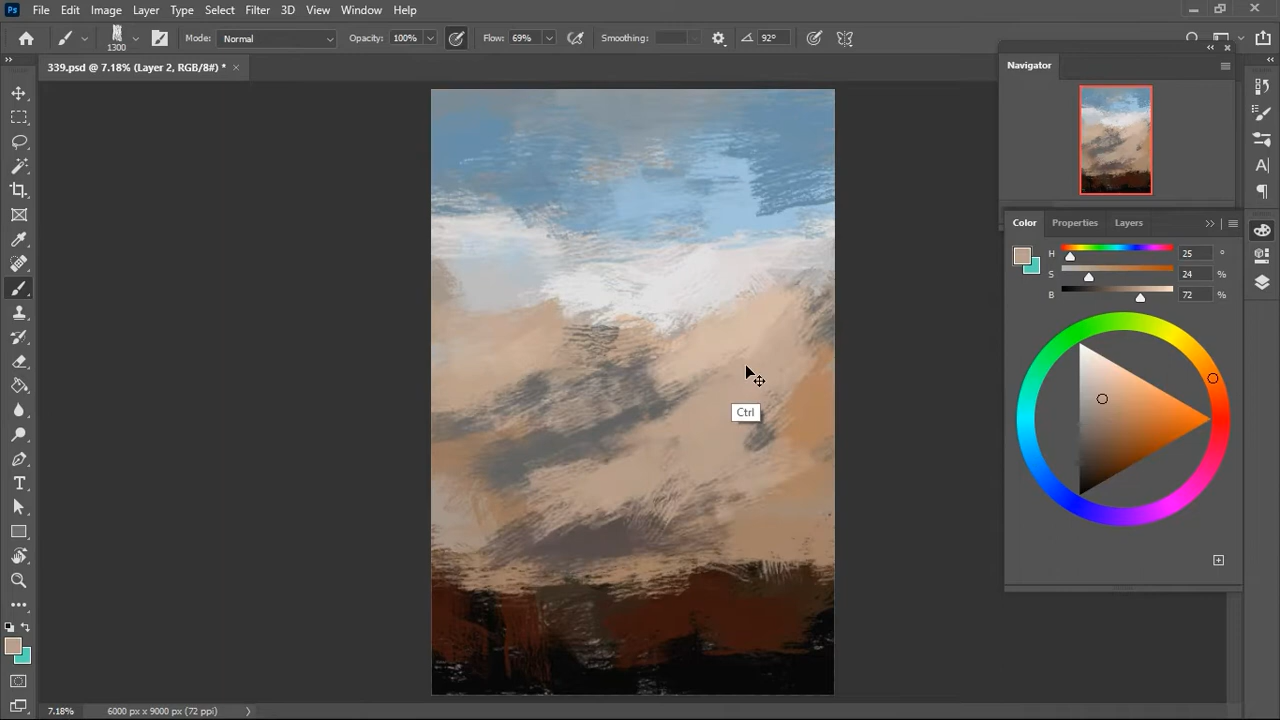 Ps File Edit Image Layer Type Select Filter 3D View Window Help
1300 Mode: Normal Opacity: 100% Flow: 69% Smoothing: 92°
339.psd @ 7.18% (Layer 2, RGB/8#) * ×
Navigator
Color Properties Layers
H 25 °
S 24 %
B 72 %
Ctrl
7.18% 6000 px x 9000 px (72 ppi)